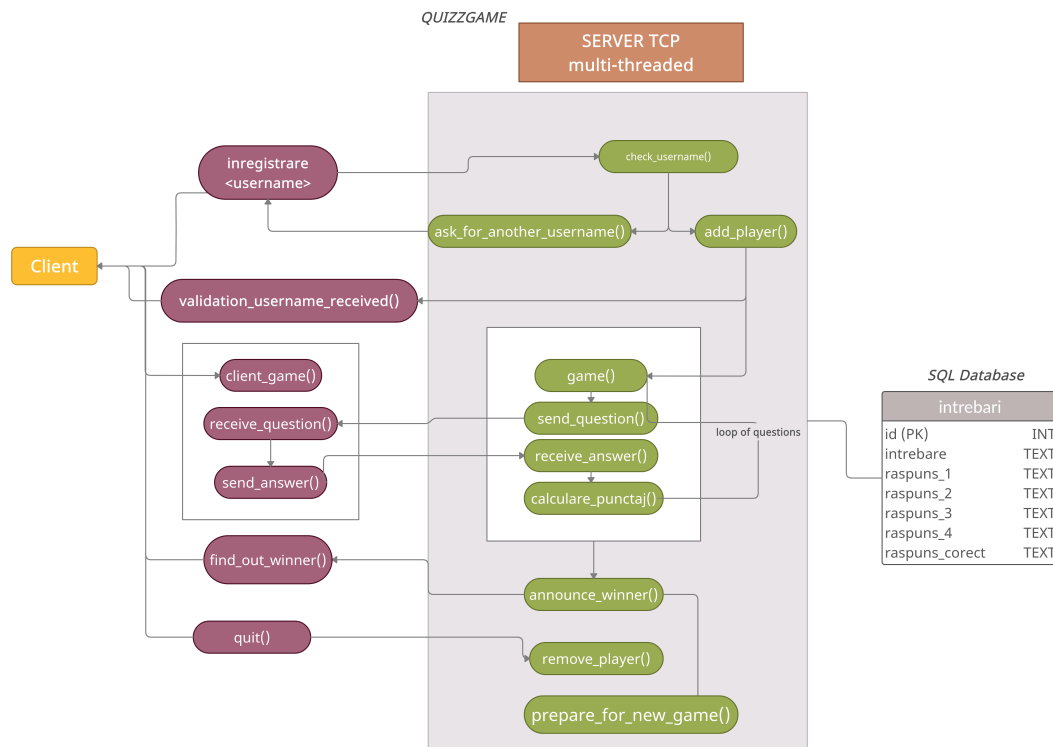 QUIZZGAME
SERVER TCP
multi-threaded
inregistrare
<username>
check_username()
ask_for_another_username()
add_player()
Client
validation_username_received()
client_game()
game()
receive_question()
send_question()
loop of questions
receive_answer()
send_answer()
calculare_punctaj()
SQL Database
intrebari
id (PK) INT
intrebare TEXT
raspuns_1 TEXT
raspuns_2 TEXT
raspuns_3 TEXT
raspuns_4 TEXT
raspuns_corect TEXT
find_out_winner()
announce_winner()
quit()
remove_player()
prepare_for_new_game()